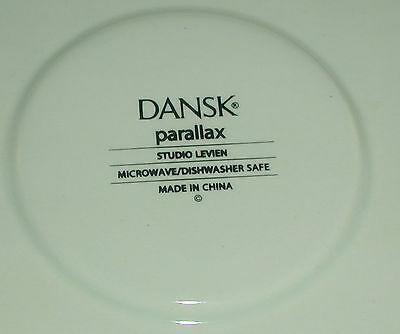 DANSK®
parallax
STUDIO LEVIEN
MICROWAVE/DISHWASHER SAFE
MADE IN CHINA
©